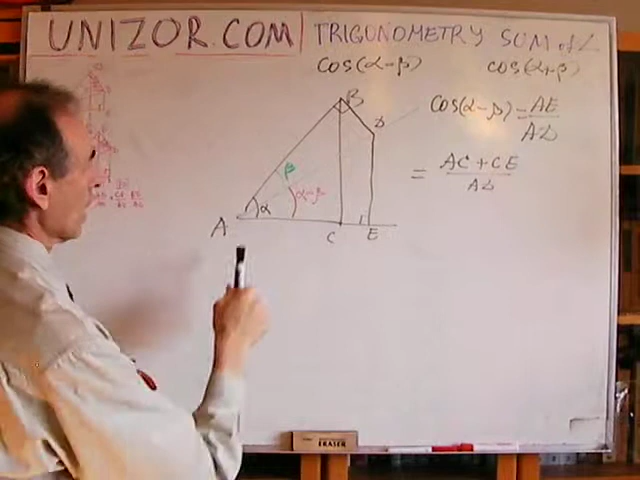 UNIZOR.COM | TRIGONOMETRY SUM of ∠
cos(α-β) cos(α+β)
cos(α-β) = AE / AD
= AC + CE / AD
B
D
β
α
α-β
A
C
E
ERASER